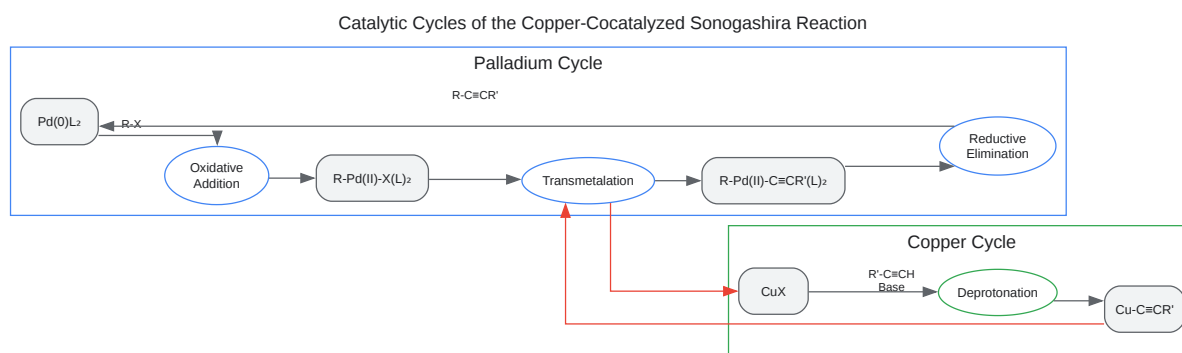 Catalytic Cycles of the Copper-Cocatalyzed Sonogashira Reaction
Palladium Cycle
R-C≡CR'
Pd(0)L₂
R-X
Oxidative
Addition
R-Pd(II)-X(L)₂
Transmetalation
R-Pd(II)-C≡CR'(L)₂
Reductive
Elimination
Copper Cycle
CuX
R'-C≡CH
Base
Deprotonation
Cu-C≡CR'